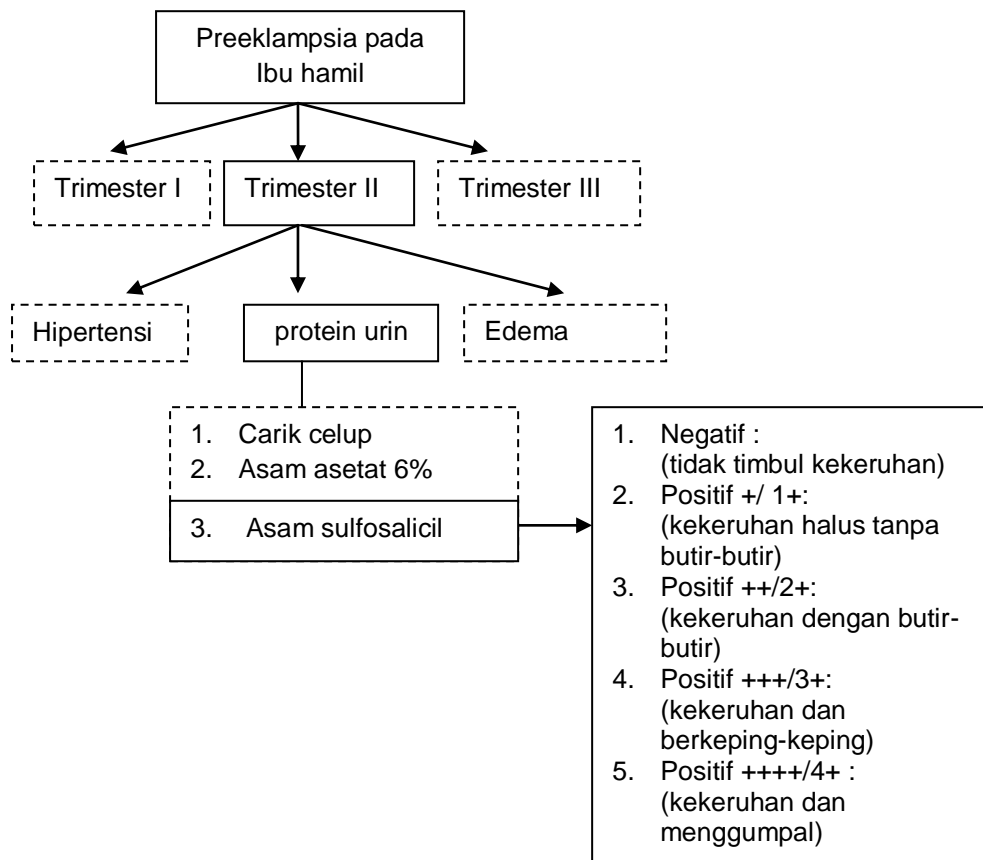 Preeklampsia pada
Ibu hamil
Trimester I
Trimester II
Trimester III
Hipertensi
protein urin
Edema
1. Carik celup
2. Asam asetat 6%
3. Asam sulfosalicil
1. Negatif :
(tidak timbul kekeruhan)
2. Positif +/ 1+:
(kekeruhan halus tanpa
butir-butir)
3. Positif ++/2+:
(kekeruhan dengan butir-
butir)
4. Positif +++/3+:
(kekeruhan dan
berkeping-keping)
5. Positif ++++/4+ :
(kekeruhan dan
menggumpal)